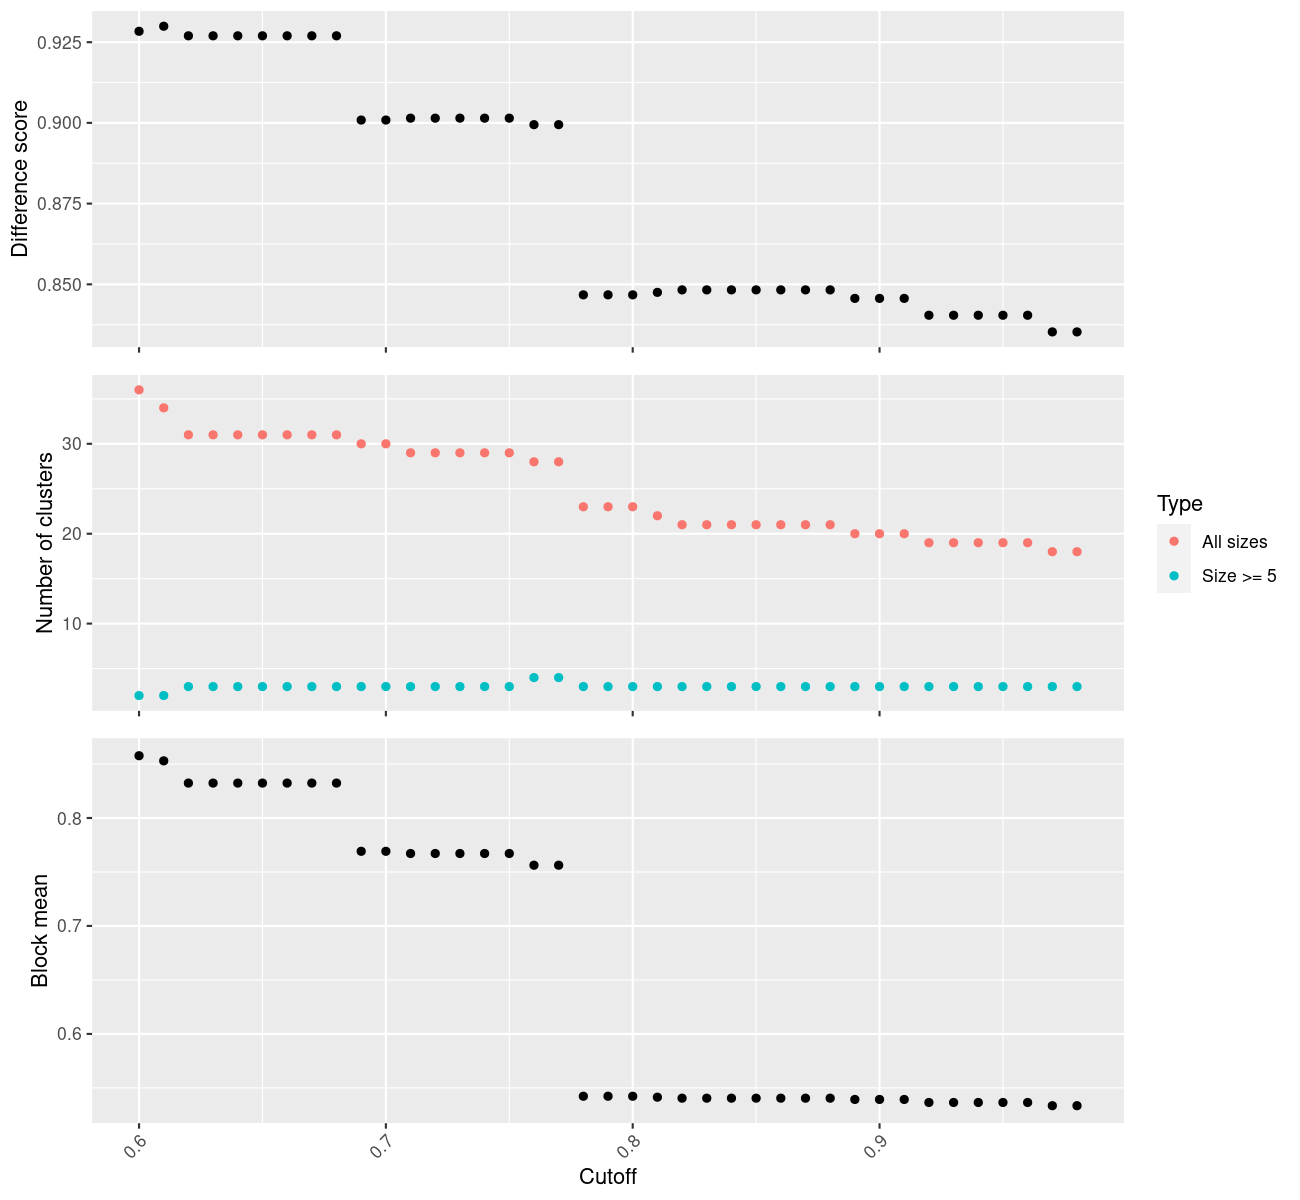 Difference score
0.925
0.900
0.875
0.850
Number of clusters
30
20
10
Type
All sizes
Size >= 5
Block mean
0.8
0.7
0.6
0.6
0.7
0.8
0.9
Cutoff